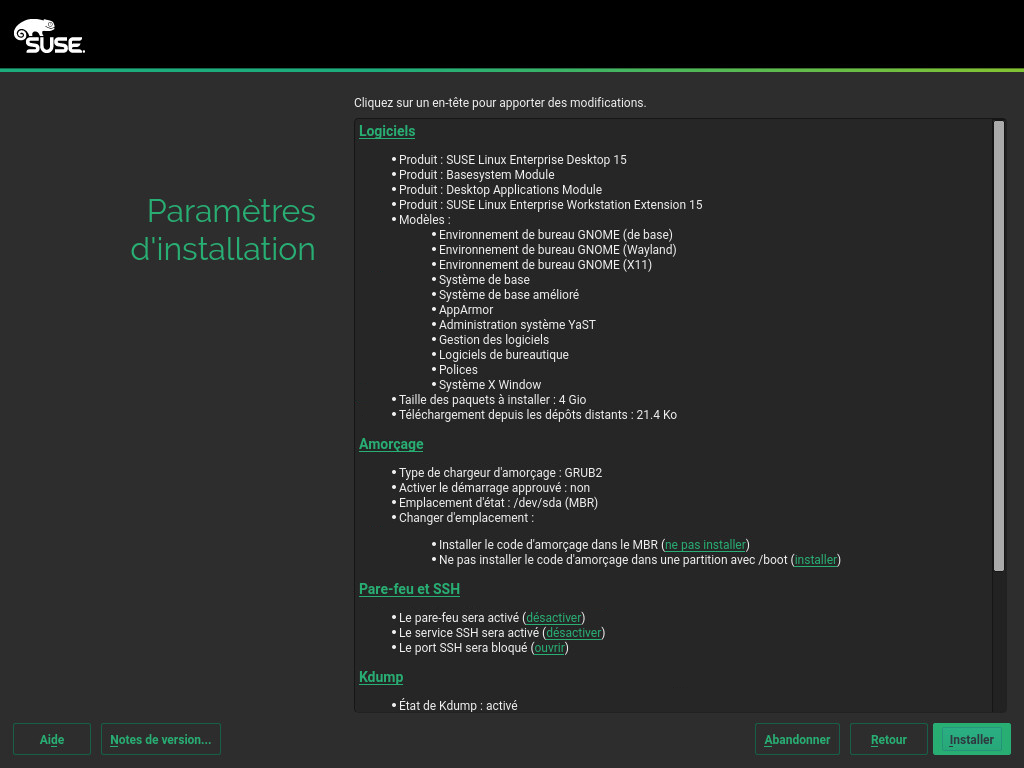 SUSE
Cliquez sur un en-tête pour apporter des modifications.
Paramètres
d'installation
Logiciels
• Produit : SUSE Linux Enterprise Desktop 15
• Produit : Basesystem Module
• Produit : Desktop Applications Module
• Produit : SUSE Linux Enterprise Workstation Extension 15
• Modèles :
• Environnement de bureau GNOME (de base)
• Environnement de bureau GNOME (Wayland)
• Environnement de bureau GNOME (X11)
• Système de base
• Système de base amélioré
• AppArmor
• Administration système YaST
• Gestion des logiciels
• Logiciels de bureautique
• Polices
• Système X Window
• Taille des paquets à installer : 4 Gio
• Téléchargement depuis les dépôts distants : 21.4 Ko
Amorçage
• Type de chargeur d'amorçage : GRUB2
• Activer le démarrage approuvé : non
• Emplacement d'état : /dev/sda (MBR)
• Changer d'emplacement :
• Installer le code d'amorçage dans le MBR (ne pas installer)
• Ne pas installer le code d'amorçage dans une partition avec /boot (installer)
Pare-feu et SSH
• Le pare-feu sera activé (désactiver)
• Le service SSH sera activé (désactiver)
• Le port SSH sera bloqué (ouvrir)
Kdump
• État de Kdump : activé
Aide
Notes de version...
Abandonner
Retour
Installer